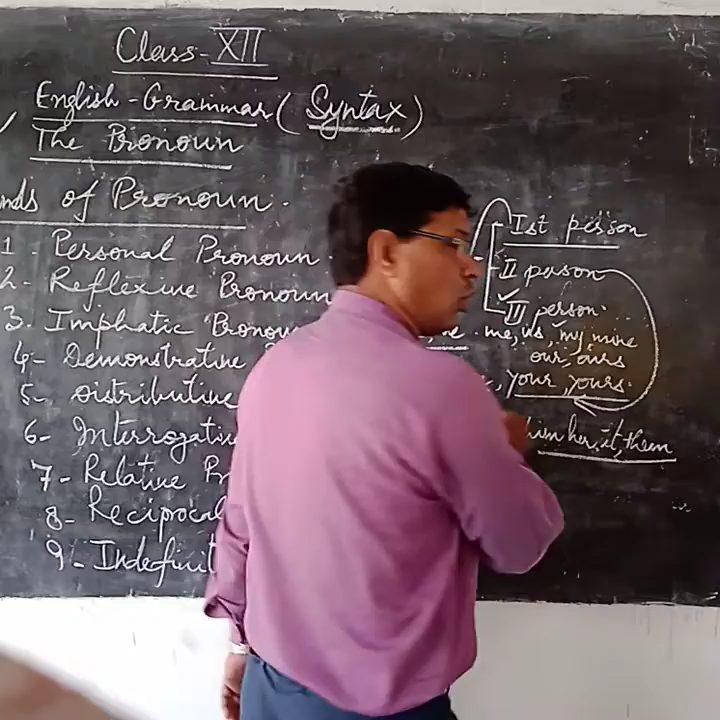 Class-XII
English-Grammar (Syntax)
The Pronoun
nds of Pronoun.
1 - Personal Pronoun.
2- Reflexive Pronoun
3. Imphatic Pronou
4- Demonstrative
5- Distributive
6- Interrogativ
7- Relative Pr
8- Reciprocal
9- Indefinit
Ist person
II person
III person.
me, us, my, mine
our, ours
, your, yours.
him her, it, them